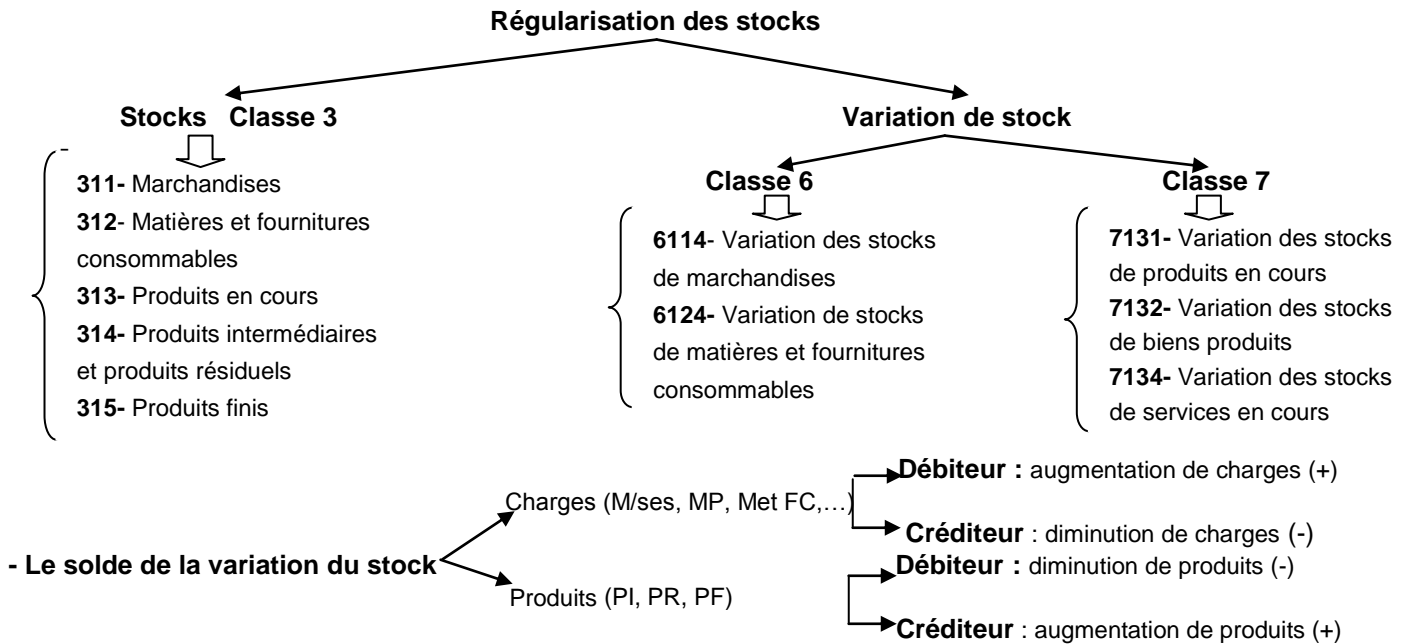 Régularisation des stocks
Stocks Classe 3
Variation de stock
311- Marchandises
312- Matières et fournitures
consommables
313- Produits en cours
314- Produits intermédiaires
et produits résiduels
315- Produits finis
Classe 6
6114- Variation des stocks
de marchandises
6124- Variation de stocks
de matières et fournitures
consommables
Classe 7
7131- Variation des stocks
de produits en cours
7132- Variation des stocks
de biens produits
7134- Variation des stocks
de services en cours
- Le solde de la variation du stock
Charges (M/ses, MP, Met FC,…)
Débiteur : augmentation de charges (+)
Créditeur : diminution de charges (-)
Produits (PI, PR, PF)
Débiteur : diminution de produits (-)
Créditeur : augmentation de produits (+)